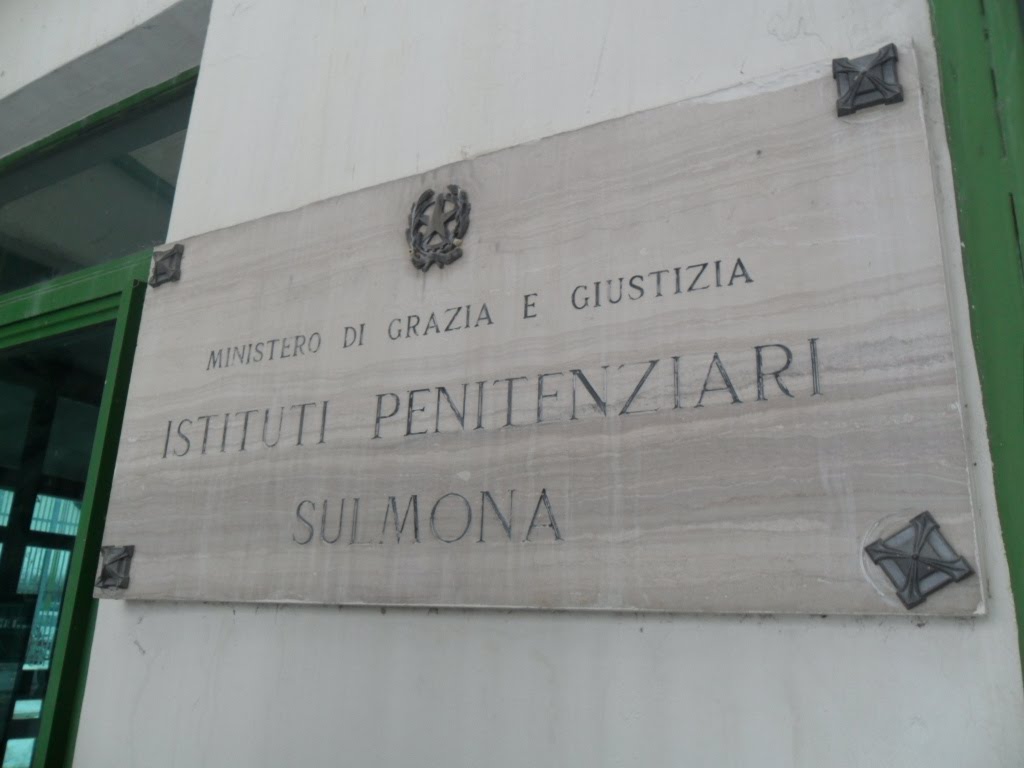 MINISTERO DI GRAZIA E GIUSTIZIA
ISTITUTI PENITENZIARI
SULMONA